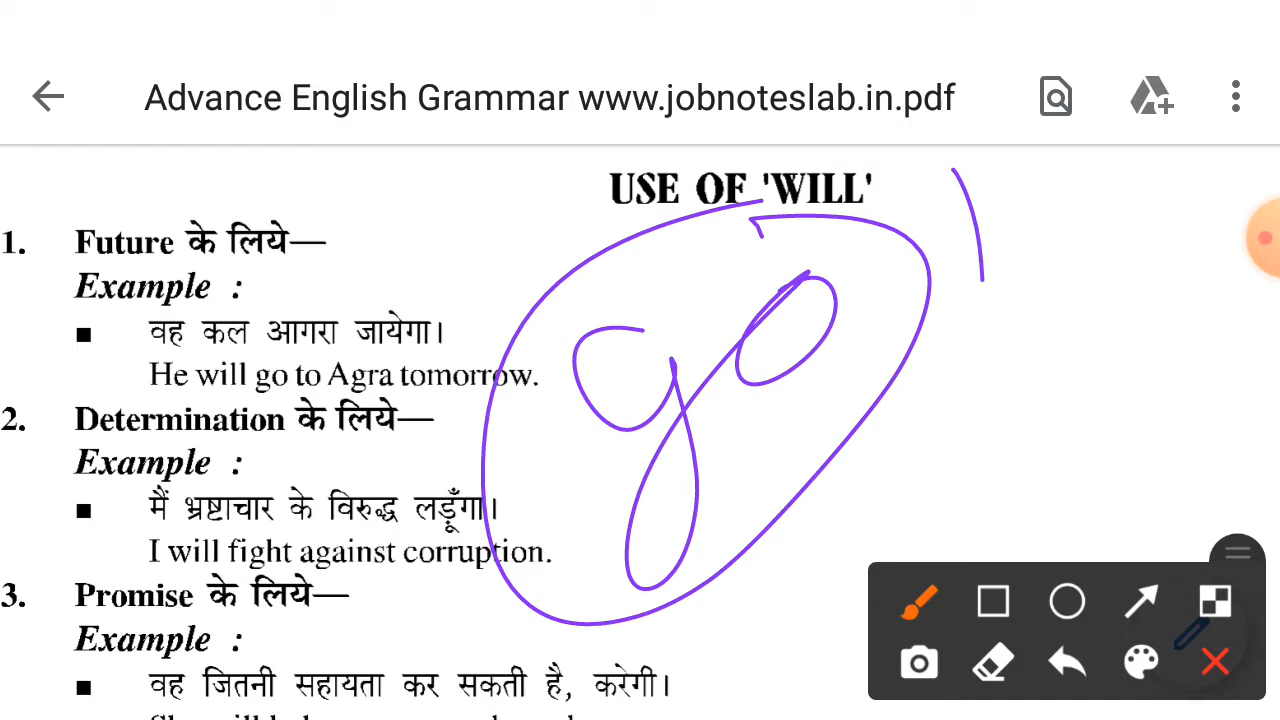 Advance English Grammar www.jobnoteslab.in.pdf
USE OF 'WILL'
1. Future के लिये—
Example :
■ वह कल आगरा जायेगा।
He will go to Agra tomorrow.
go
2. Determination के लिये—
Example :
■ मैं भ्रष्टाचार के विरुद्ध लड़ूँगा।
I will fight against corruption.
3. Promise के लिये—
Example :
■ वह जितनी सहायता कर सकती है, करेगी।